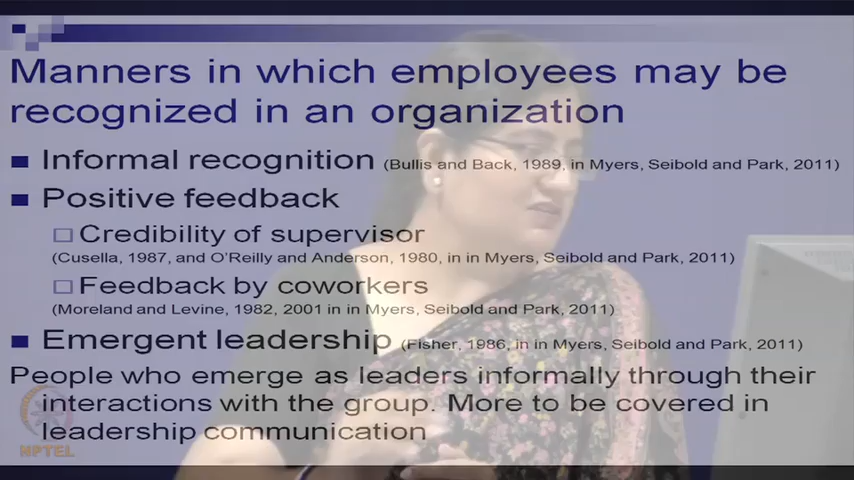 Manners in which employees may be
recognized in an organization
Informal recognition (Bullis and Back, 1989, in Myers, Seibold and Park, 2011)
Positive feedback
Credibility of supervisor
(Cusella, 1987, and O'Reilly and Anderson, 1980, in in Myers, Seibold and Park, 2011)
Feedback by coworkers
(Moreland and Levine, 1982, 2001 in in Myers, Seibold and Park, 2011)
Emergent leadership (Fisher, 1986, in in Myers, Seibold and Park, 2011)
People who emerge as leaders informally through their
interactions with the group. More to be covered in
leadership communication
NPTEL